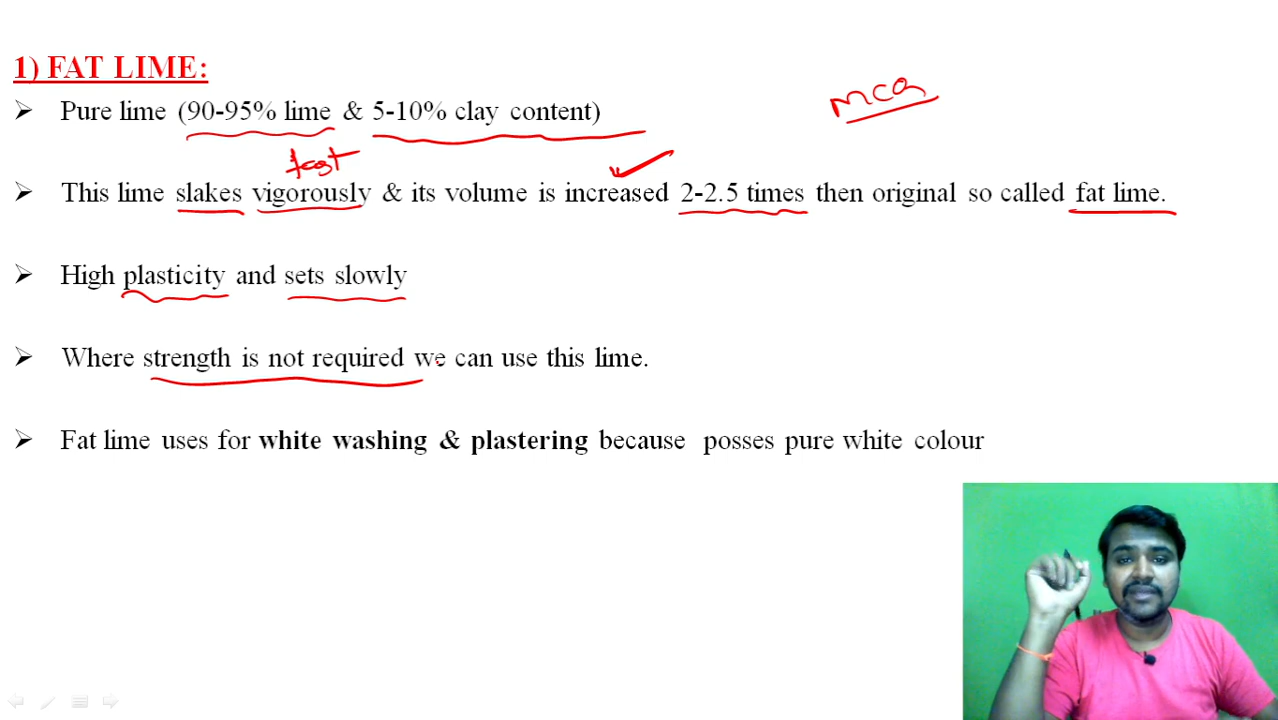 1) FAT LIME:
MCQ
➢ Pure lime (90-95% lime & 5-10% clay content)
fast
➢ This lime slakes vigorously & its volume is increased 2-2.5 times then original so called fat lime.
➢ High plasticity and sets slowly
➢ Where strength is not required we can use this lime.
➢ Fat lime uses for white washing & plastering because posses pure white colour